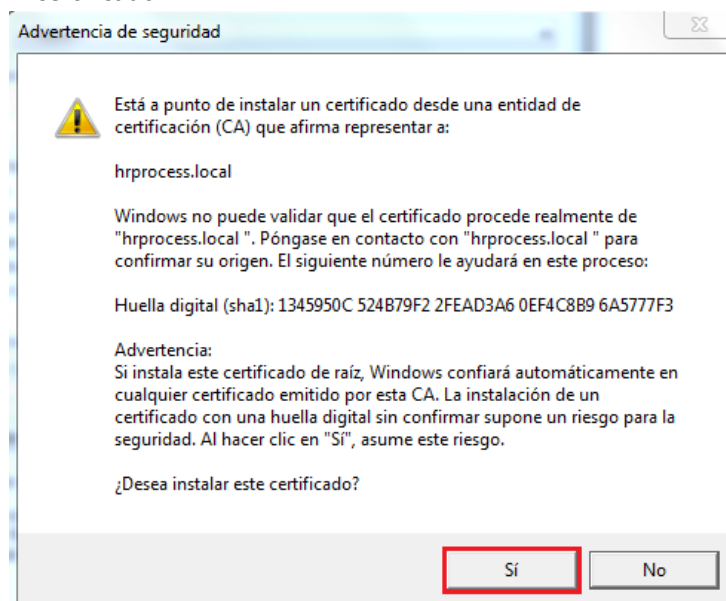 Advertencia de seguridad
Está a punto de instalar un certificado desde una entidad de
certificación (CA) que afirma representar a:
hrprocess.local
Windows no puede validar que el certificado procede realmente de
"hrprocess.local ". Póngase en contacto con "hrprocess.local " para
confirmar su origen. El siguiente número le ayudará en este proceso:
Huella digital (sha1): 1345950C 524B79F2 2FEAD3A6 0EF4C8B9 6A5777F3
Advertencia:
Si instala este certificado de raíz, Windows confiará automáticamente en
cualquier certificado emitido por esta CA. La instalación de un
certificado con una huella digital sin confirmar supone un riesgo para la
seguridad. Al hacer clic en "Sí", asume este riesgo.
¿Desea instalar este certificado?
Sí No